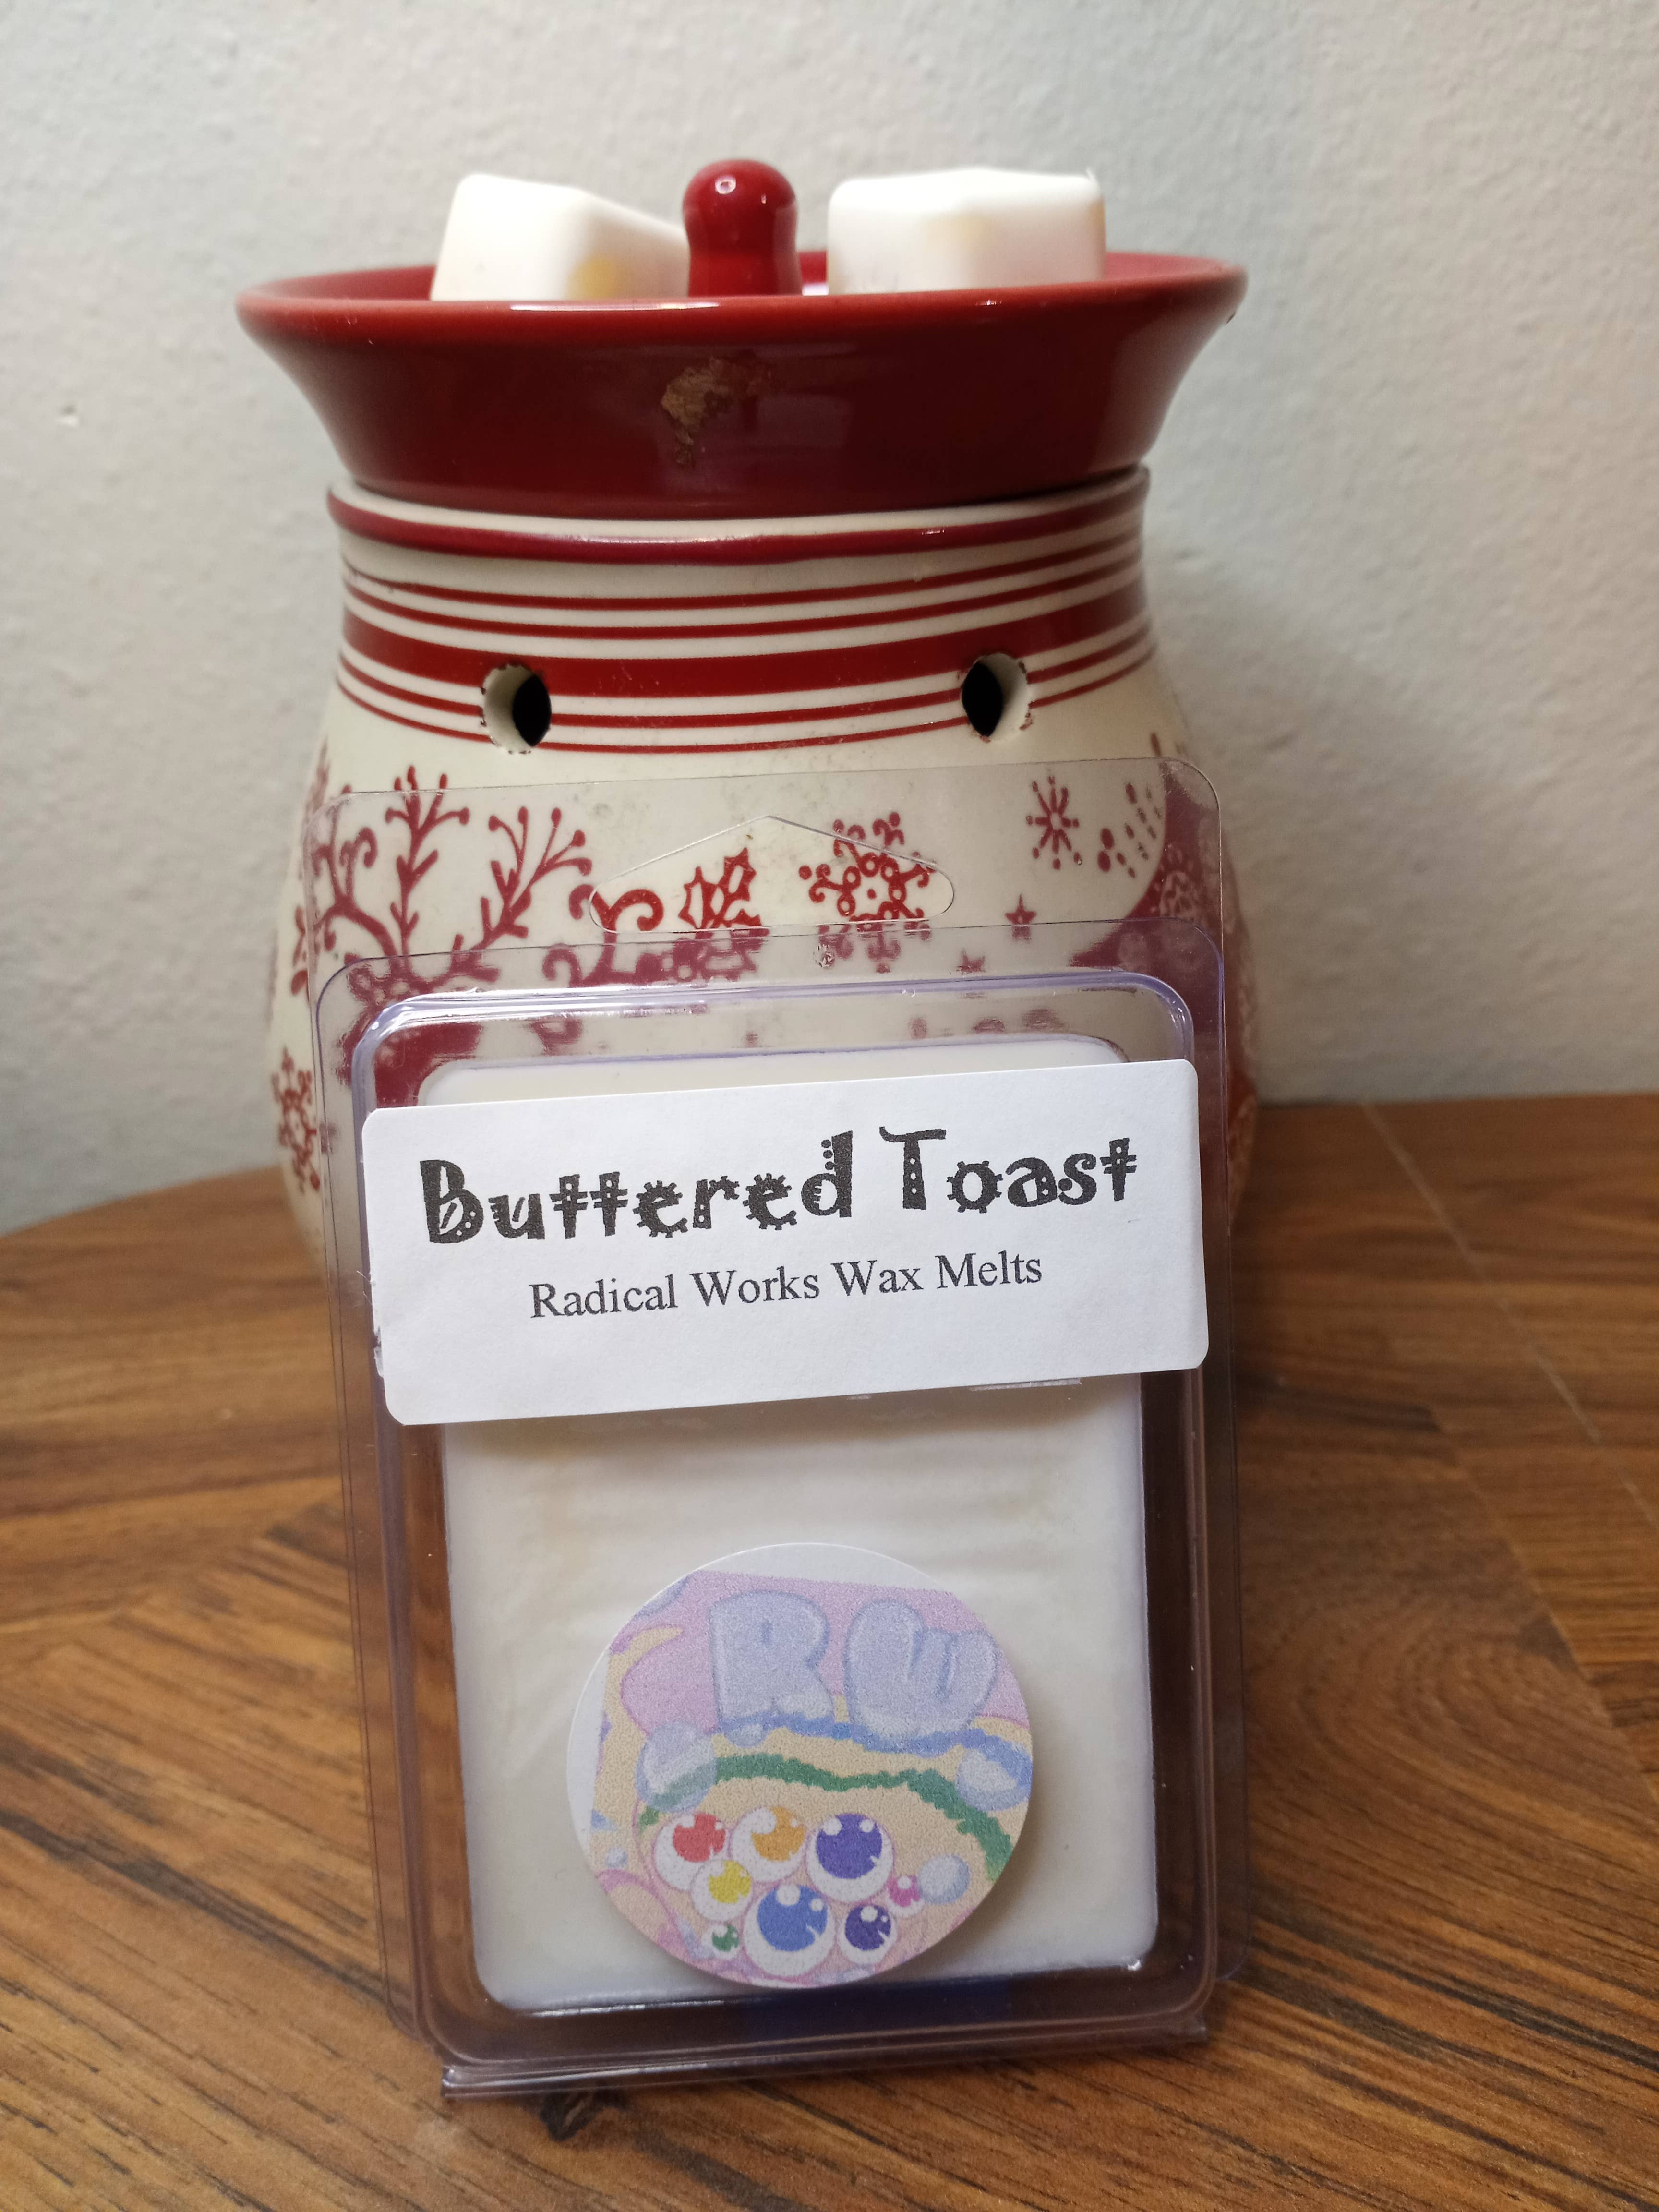 Buttered Toast
Radical Works Wax Melts
RW